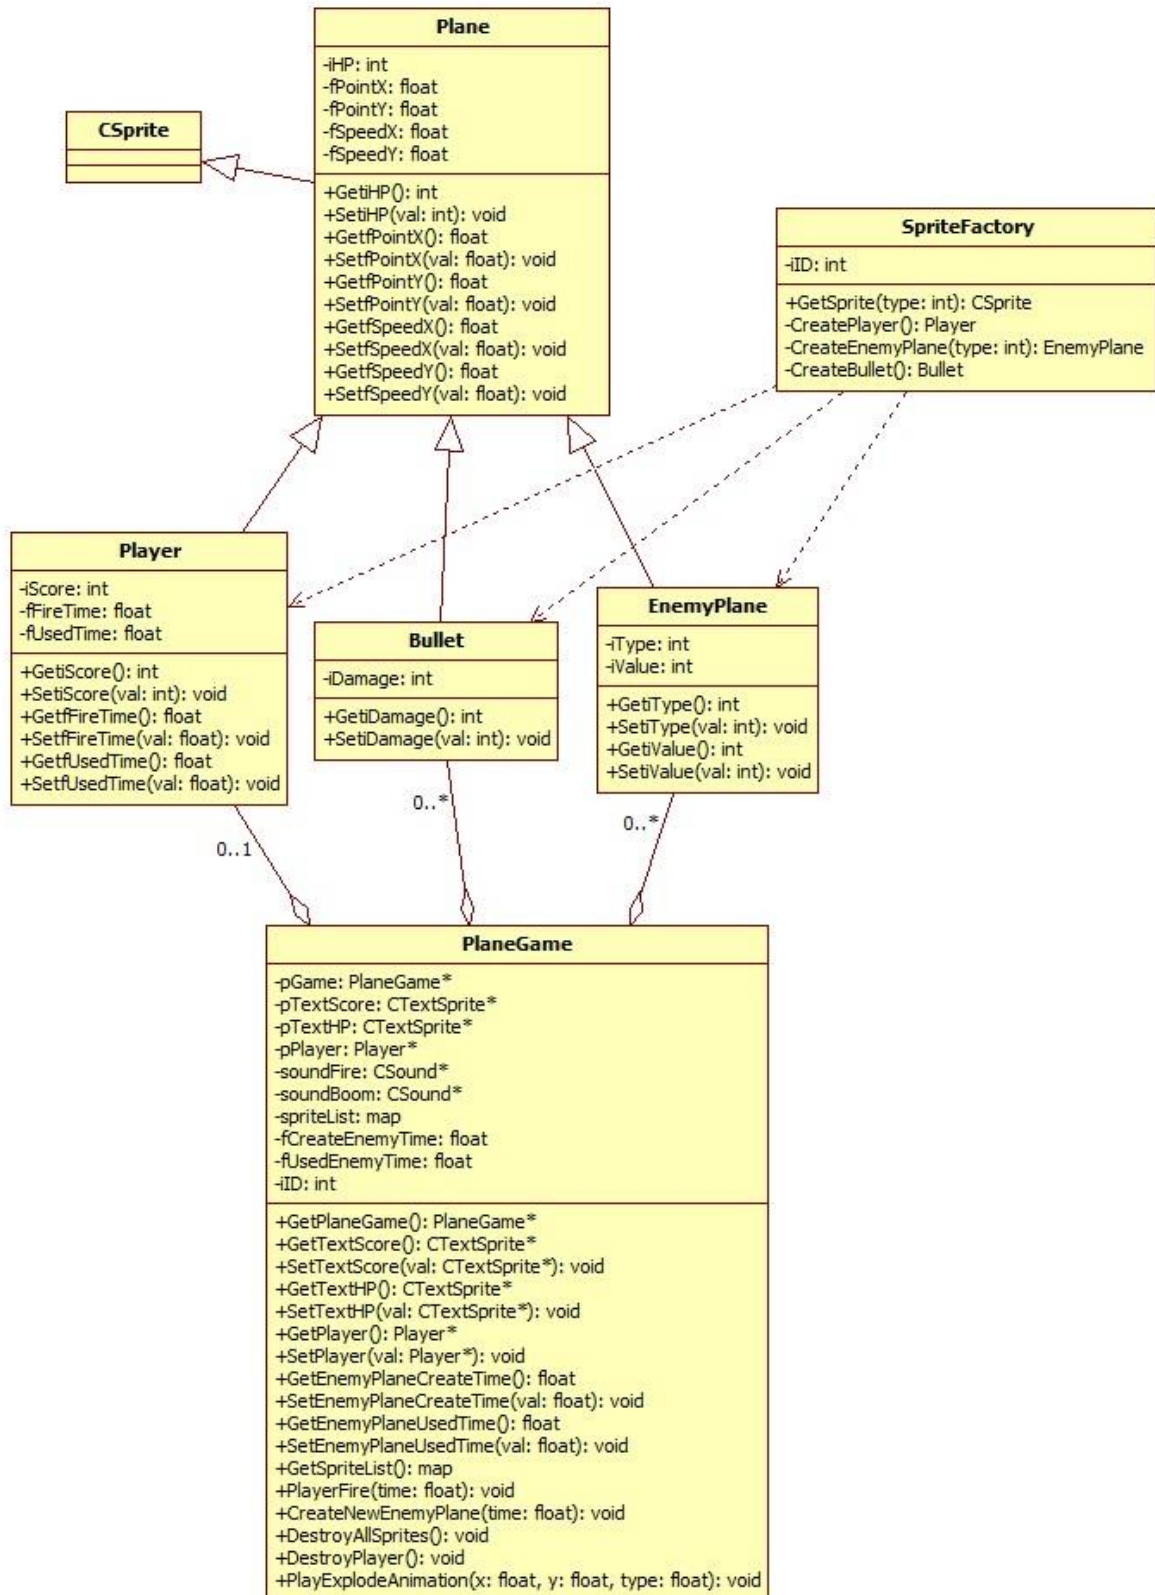 Plane
-iHP: int
-fPointX: float
-fPointY: float
-fSpeedX: float
-fSpeedY: float
+GetiHP(): int
+SetiHP(val: int): void
+GetfPointX(): float
+SetfPointX(val: float): void
+GetfPointY(): float
+SetfPointY(val: float): void
+GetfSpeedX(): float
+SetfSpeedX(val: float): void
+GetfSpeedY(): float
+SetfSpeedY(val: float): void
CSprite
SpriteFactory
-iID: int
+GetSprite(type: int): CSprite
-CreatePlayer(): Player
-CreateEnemyPlane(type: int): EnemyPlane
-CreateBullet(): Bullet
Player
-iScore: int
-fFireTime: float
-fUsedTime: float
+GetiScore(): int
+SetiScore(val: int): void
+GetfFireTime(): float
+SetfFireTime(val: float): void
+GetfUsedTime(): float
+SetfUsedTime(val: float): void
Bullet
-iDamage: int
+GetiDamage(): int
+SetiDamage(val: int): void
EnemyPlane
-iType: int
-iValue: int
+GetiType(): int
+SetiType(val: int): void
+GetiValue(): int
+SetiValue(val: int): void
0..1
0..*
0..*
PlaneGame
-pGame: PlaneGame*
-pTextScore: CTextSprite*
-pTextHP: CTextSprite*
-pPlayer: Player*
-soundFire: CSound*
-soundBoom: CSound*
-spriteList: map
-fCreateEnemyTime: float
-fUsedEnemyTime: float
-iID: int
+GetPlaneGame(): PlaneGame*
+GetTextScore(): CTextSprite*
+SetTextScore(val: CTextSprite*): void
+GetTextHP(): CTextSprite*
+SetTextHP(val: CTextSprite*): void
+GetPlayer(): Player*
+SetPlayer(val: Player*): void
+GetEnemyPlaneCreateTime(): float
+SetEnemyPlaneCreateTime(val: float): void
+GetEnemyPlaneUsedTime(): float
+SetEnemyPlaneUsedTime(val: float): void
+GetSpriteList(): map
+PlayerFire(time: float): void
+CreateNewEnemyPlane(time: float): void
+DestroyAllSprites(): void
+DestroyPlayer(): void
+PlayExplodeAnimation(x: float, y: float, type: float): void